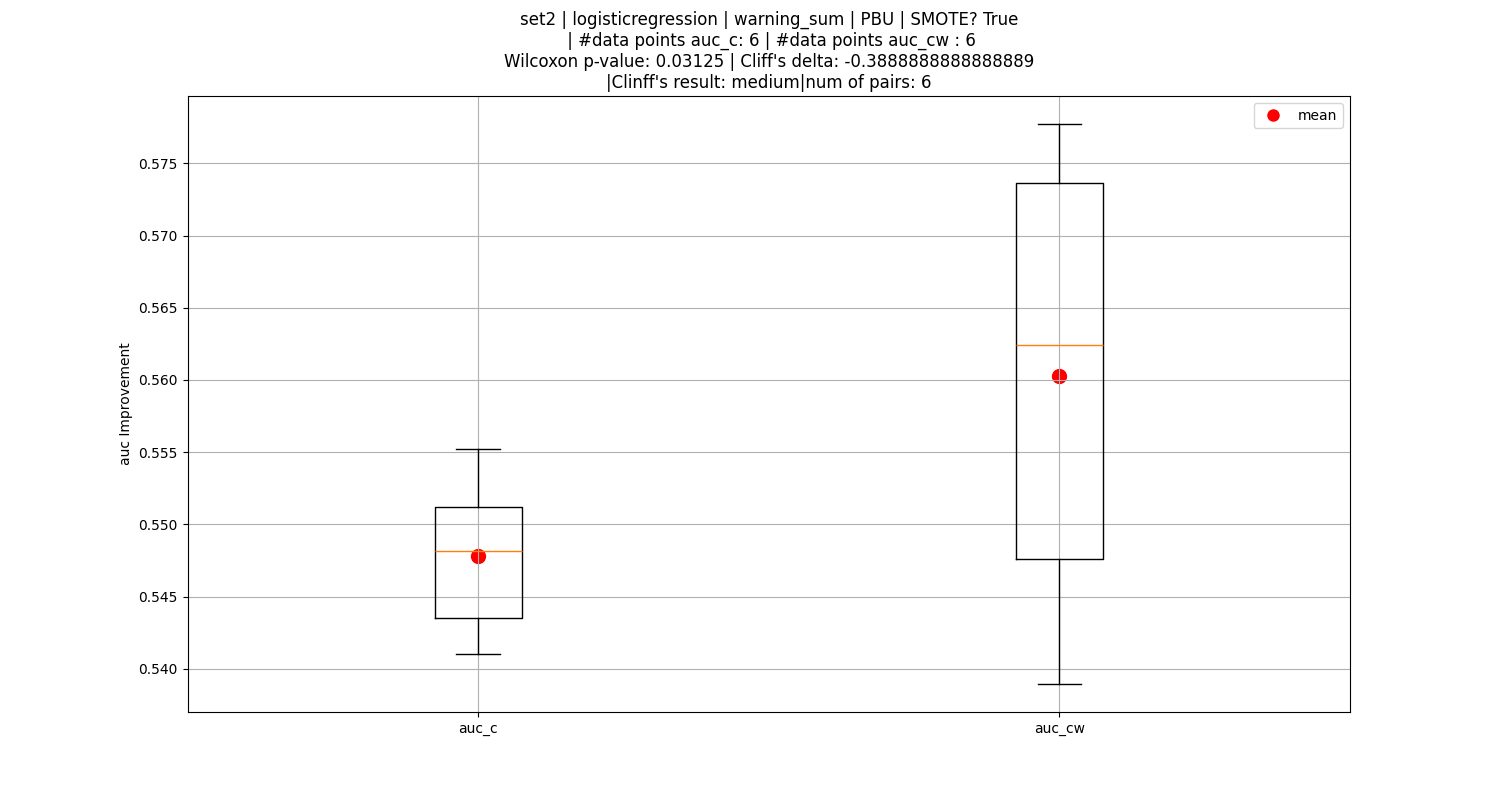 set2 | logisticregression | warning_sum | PBU | SMOTE? True
| #data points auc_c: 6 | #data points auc_cw : 6
Wilcoxon p-value: 0.03125 | Cliff's delta: -0.3888888888888889
|Clinff's result: medium|num of pairs: 6
mean
0.575
0.570
0.565
0.560
0.555
0.550
0.545
0.540
auc Improvement
auc_c
auc_cw